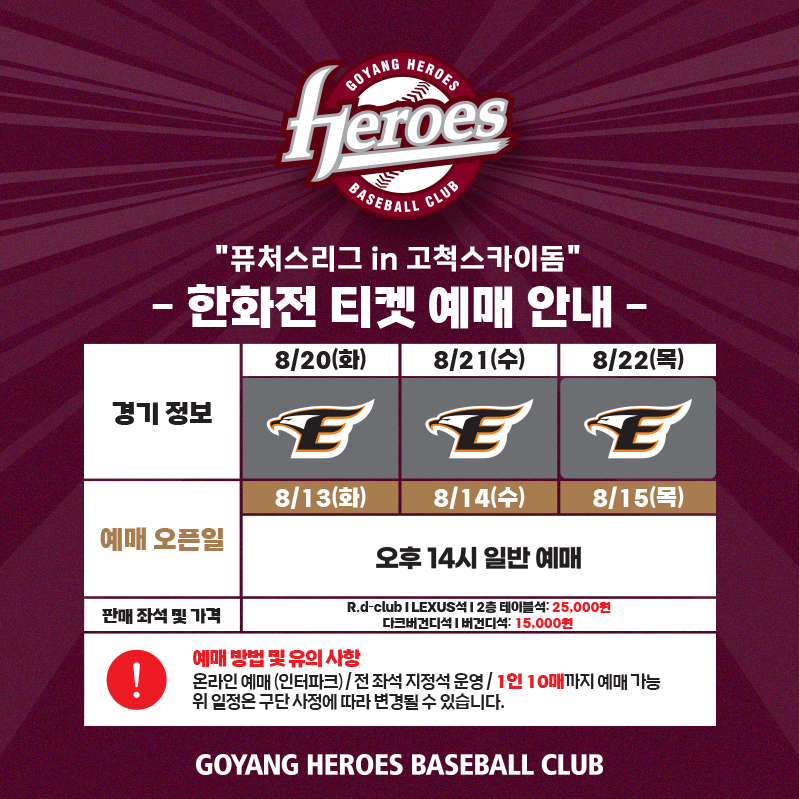 GOYANG HEROES
Heroes
BASEBALL CLUB
"퓨처스리그 in 고척스카이돔"
- 한화전 티켓 예매 안내 -
경기 정보
8/20(화) 8/21(수) 8/22(목)
E E E
예매 오픈일
8/13(화) 8/14(수) 8/15(목)
오후 14시 일반 예매
판매 좌석 및 가격
R.d-club I LEXUS석 I 2층 테이블석: 25,000원
다크버건디석 I 버건디석: 15,000원
!
예매 방법 및 유의 사항
온라인 예매 (인터파크) / 전 좌석 지정석 운영 / 1인 10매까지 예매 가능
위 일정은 구단 사정에 따라 변경될 수 있습니다.
GOYANG HEROES BASEBALL CLUB